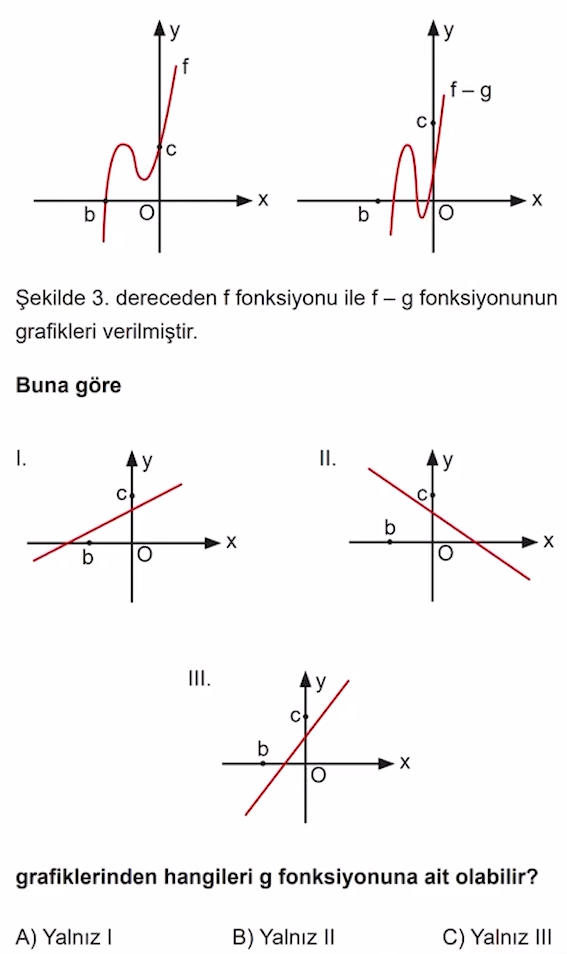 y
f
c
x
b
O
y
f – g
c
x
b
O
Şekilde 3. dereceden f fonksiyonu ile f – g fonksiyonunun
grafikleri verilmiştir.
Buna göre
I.
y
c
x
b
O
II.
y
c
b
x
O
III.
y
c
b
x
O
grafiklerinden hangileri g fonksiyonuna ait olabilir?
A) Yalnız I B) Yalnız II C) Yalnız III